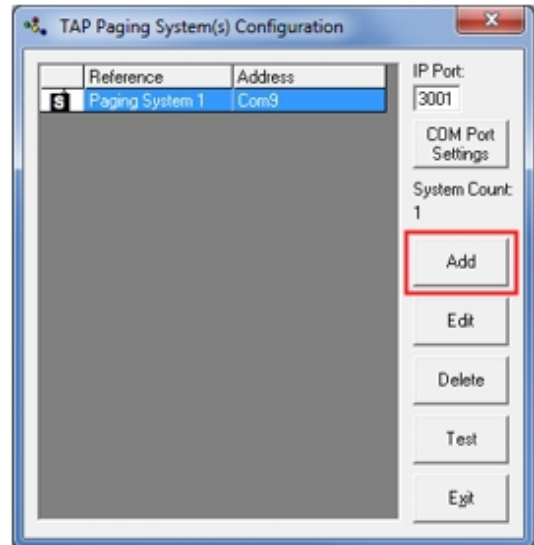 TAP Paging System(s) Configuration
Reference Address
S Paging System 1 Com9
IP Port:
3001
COM Port
Settings
System Count:
1
Add
Edit
Delete
Test
Exit